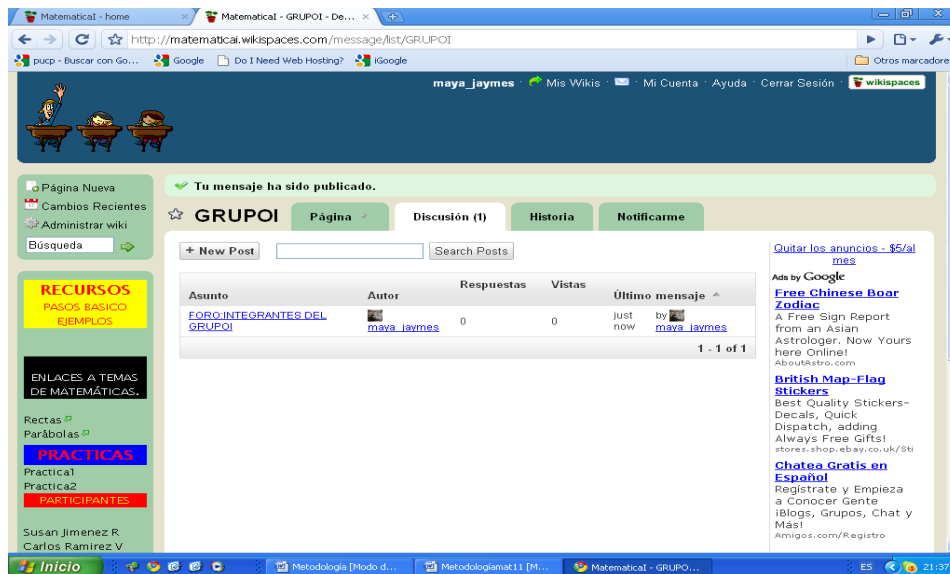 MatematicaI - home
MatematicaI - GRUPOI - De...
http://matematicai.wikispaces.com/message/list/GRUPOI
pucp - Buscar con Go...
Google
Do I Need Web Hosting?
iGoogle
Otros marcadores
maya_jaymes · Mis Wikis · Mi Cuenta · Ayuda · Cerrar Sesión · wikispaces
Página Nueva
Cambios Recientes
Administrar wiki
Búsqueda
RECURSOS
PASOS BASICO
EJEMPLOS
ENLACES A TEMAS
DE MATEMÁTICAS.
Rectas
Parábolas
PRACTICAS
Practica1
Practica2
PARTICIPANTES
Susan Jimenez R
Carlos Ramirez V
Tu mensaje ha sido publicado.
GRUPOI
Página
Discusión (1)
Historia
Notificarme
+ New Post
Search Posts
Asunto
Autor
Respuestas
Vistas
Último mensaje
FORO:INTEGRANTES DEL
GRUPOI
maya_jaymes
0
0
just
now
by
maya_jaymes
1 - 1 of 1
Quitar los anuncios - $5/al
mes
Ads by Google
Free Chinese Boar
Zodiac
A Free Sign Report
from an Asian
Astrologer. Now Yours
here Online!
AboutAstro.com
British Map-Flag
Stickers
Best Quality Stickers-
Decals, Quick
Dispatch, adding
Always Free Gifts!
stores.shop.ebay.co.uk/Sti
Chatea Gratis en
Español
Regístrate y Empieza
a Conocer Gente
iBlogs, Grupos, Chat y
Más!
Amigos.com/Registro
Inicio
Metodología [Modo d...
Metodologiamat11 [M...
MatematicaI - GRUPO...
ES
21:37